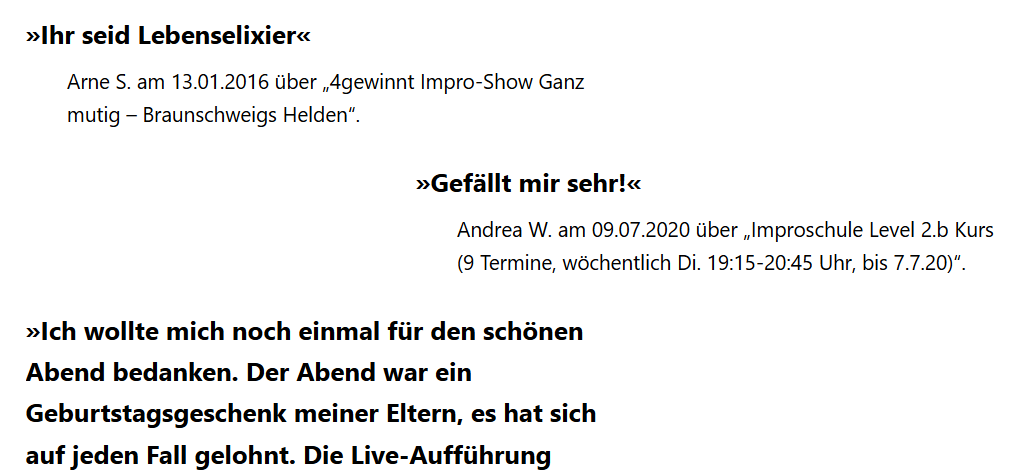 »Ihr seid Lebenselixier«
Arne S. am 13.01.2016 über „4gewinnt Impro-Show Ganz
mutig – Braunschweigs Helden“.
»Gefällt mir sehr!«
Andrea W. am 09.07.2020 über „Improschule Level 2.b Kurs
(9 Termine, wöchentlich Di. 19:15-20:45 Uhr, bis 7.7.20)“.
»Ich wollte mich noch einmal für den schönen
Abend bedanken. Der Abend war ein
Geburtstagsgeschenk meiner Eltern, es hat sich
auf jeden Fall gelohnt. Die Live-Aufführung